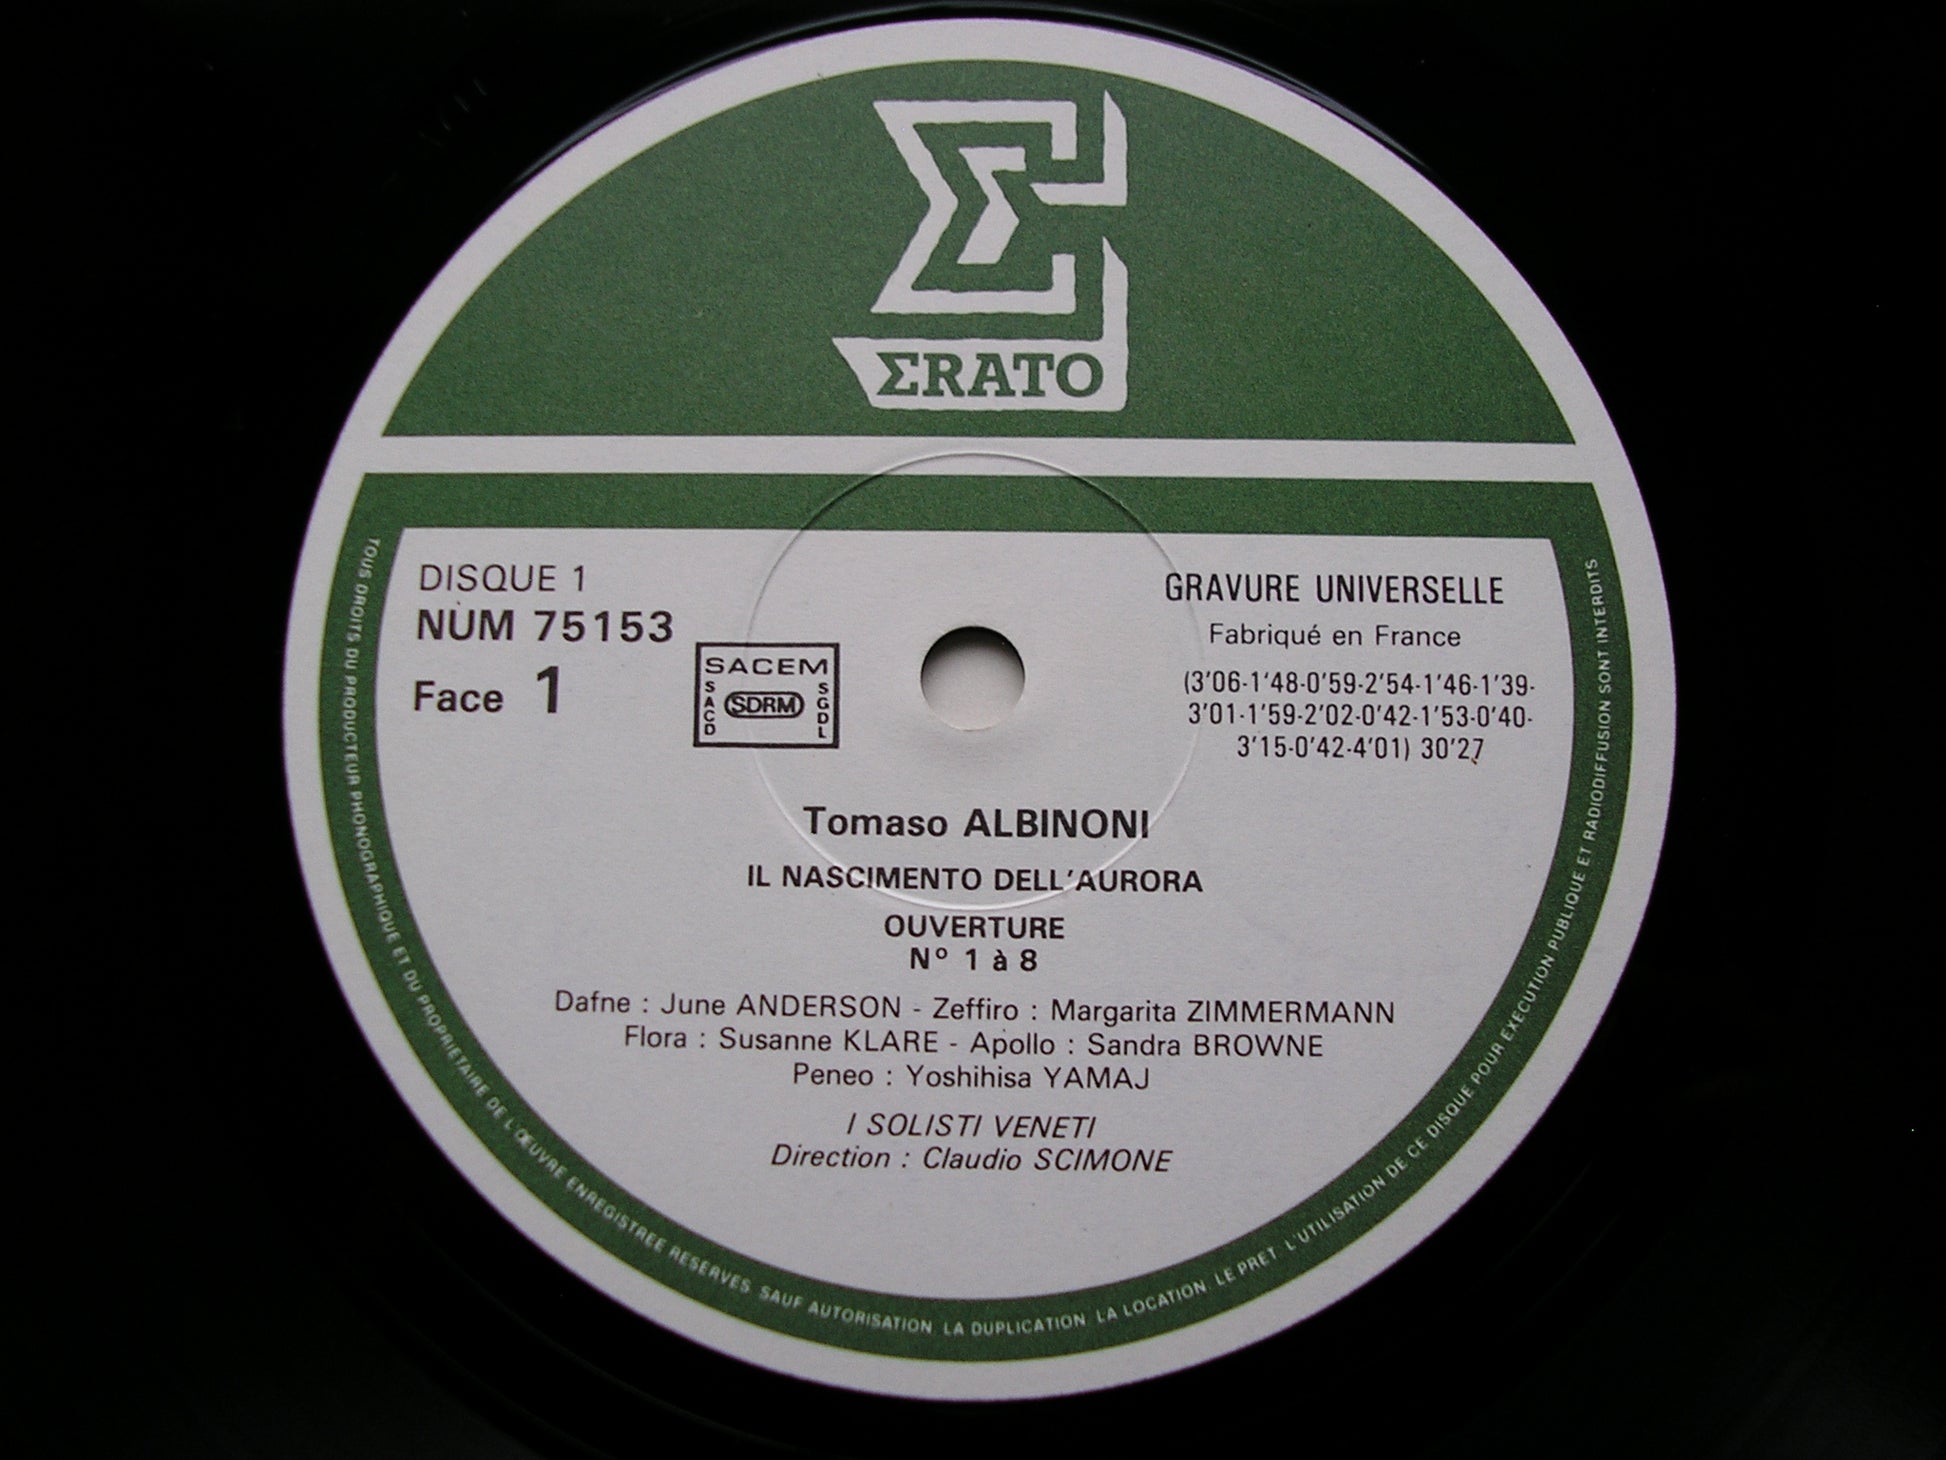 ΣRATO
DISQUE 1
NUM 75153
Face 1
SACEM
SACD
SDRM
SGDL
GRAVURE UNIVERSELLE
Fabriqué en France
(3'06-1'48-0'59-2'54-1'46-1'39-
3'01-1'59-2'02-0'42-1'53-0'40-
3'15-0'42-4'01) 30'27
Tomaso ALBINONI
IL NASCIMENTO DELL'AURORA
OUVERTURE
N° 1 à 8
Dafne : June ANDERSON - Zeffiro : Margarita ZIMMERMANN
Flora : Susanne KLARE - Apollo : Sandra BROWNE
Peneo : Yoshihisa YAMAJ
I SOLISTI VENETI
Direction : Claudio SCIMONE
TOUS DROITS DU PRODUCTEUR PHONOGRAPHIQUE ET DU PROPRIETAIRE DE L'ŒUVRE ENREGISTREE RESERVES. SAUF AUTORISATION, LA DUPLICATION, LA LOCATION, LE PRET, L'UTILISATION DE CE DISQUE POUR EXECUTION PUBLIQUE ET RADIODIFFUSION SONT INTERDITS